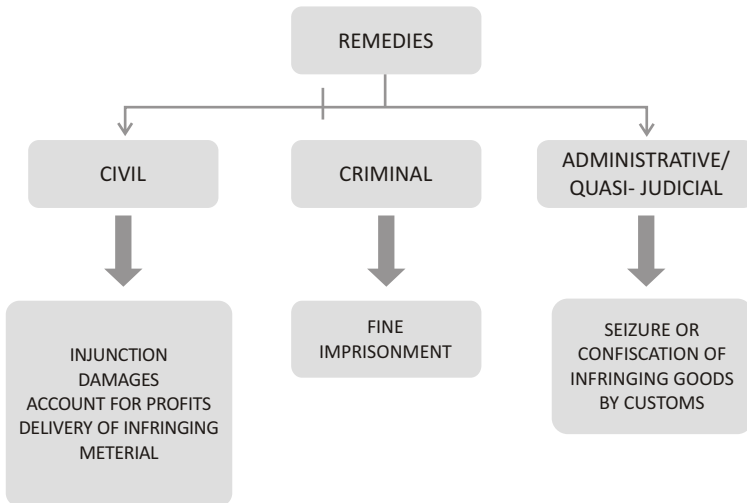 REMEDIES
CIVIL
CRIMINAL
ADMINISTRATIVE/
QUASI- JUDICIAL
INJUNCTION
DAMAGES
ACCOUNT FOR PROFITS
DELIVERY OF INFRINGING
METERIAL
FINE
IMPRISONMENT
SEIZURE OR
CONFISCATION OF
INFRINGING GOODS
BY CUSTOMS